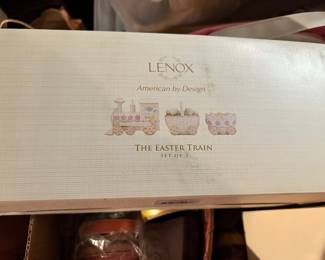 LENOX
American by Design
THE EASTER TRAIN
SET OF 3